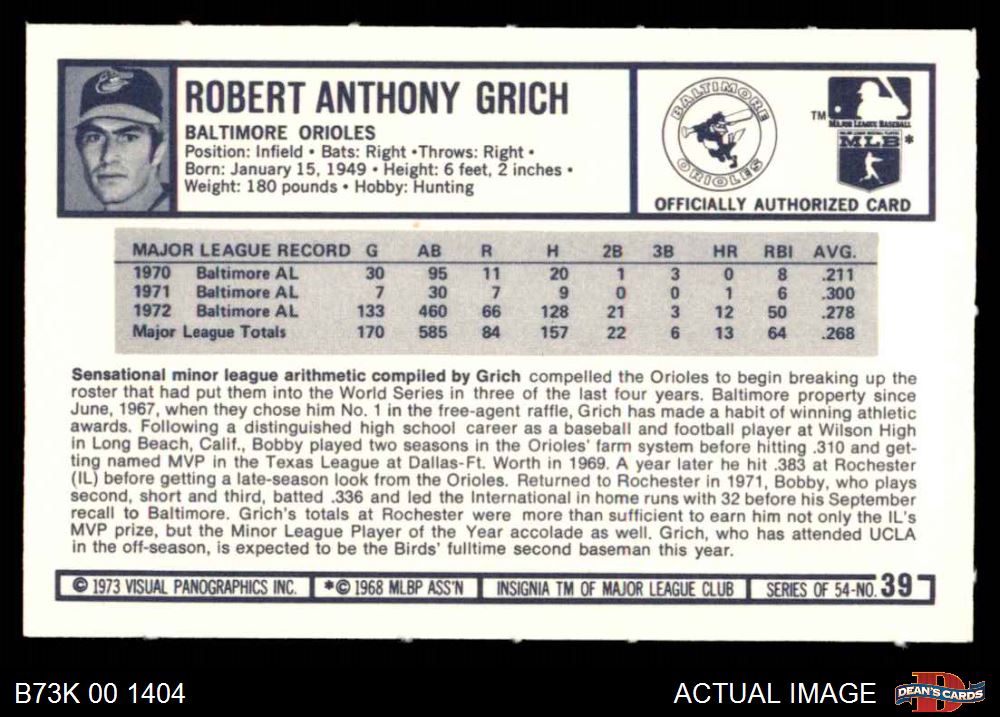 ROBERT ANTHONY GRICH
BALTIMORE ORIOLES
Position: Infield • Bats: Right •Throws: Right •
Born: January 15, 1949 • Height: 6 feet, 2 inches •
Weight: 180 pounds • Hobby: Hunting
BALTIMORE
ORIOLES
TM
MAJOR LEAGUE BASEBALL
MLB *
OFFICIALLY AUTHORIZED CARD
MAJOR LEAGUE RECORD G AB R H 2B 3B HR RBI AVG.
1970 Baltimore AL 30 95 11 20 1 3 0 8 .211
1971 Baltimore AL 7 30 7 9 0 0 1 6 .300
1972 Baltimore AL 133 460 66 128 21 3 12 50 .278
Major League Totals 170 585 84 157 22 6 13 64 .268
Sensational minor league arithmetic compiled by Grich compelled the Orioles to begin breaking up the
roster that had put them into the World Series in three of the last four years. Baltimore property since
June, 1967, when they chose him No. 1 in the free-agent raffle, Grich has made a habit of winning athletic
awards. Following a distinguished high school career as a baseball and football player at Wilson High
in Long Beach, Calif., Bobby played two seasons in the Orioles' farm system before hitting .310 and get-
ting named MVP in the Texas League at Dallas-Ft. Worth in 1969. A year later he hit .383 at Rochester
(IL) before getting a late-season look from the Orioles. Returned to Rochester in 1971, Bobby, who plays
second, short and third, batted .336 and led the International in home runs with 32 before his September
recall to Baltimore. Grich's totals at Rochester were more than sufficient to earn him not only the IL's
MVP prize, but the Minor League Player of the Year accolade as well. Grich, who has attended UCLA
in the off-season, is expected to be the Birds' fulltime second baseman this year.
© 1973 VISUAL PANOGRAPHICS INC. *© 1968 MLBP ASS'N INSIGNIA TM OF MAJOR LEAGUE CLUB SERIES OF 54-NO. 39
B73K 00 1404
ACTUAL IMAGE
DEAN'S CARDS